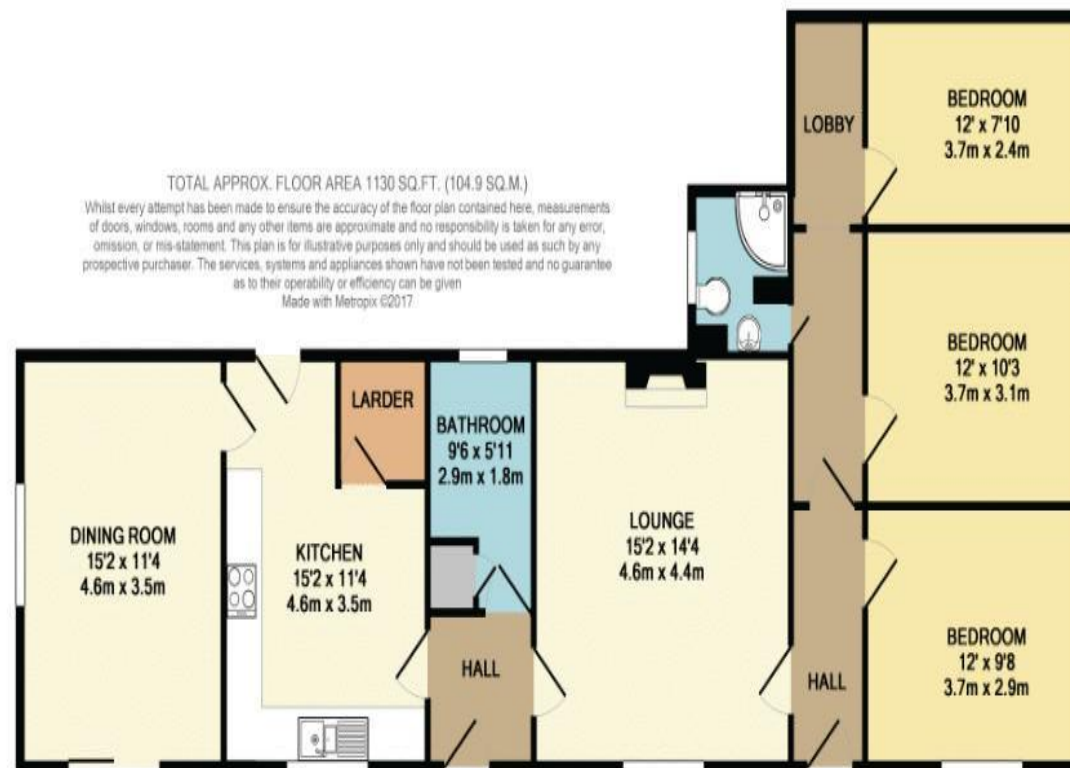 TOTAL APPROX. FLOOR AREA 1130 SQ.FT. (104.9 SQ.M.)
Whilst every attempt has been made to ensure the accuracy of the floor plan contained here, measurements
of doors, windows, rooms and any other items are approximate and no responsibility is taken for any error,
omission, or mis-statement. This plan is for illustrative purposes only and should be used as such by any
prospective purchaser. The services, systems and appliances shown have not been tested and no guarantee
as to their operability or efficiency can be given
Made with Metropix ©2017
LOBBY
BEDROOM
12' x 7'10
3.7m x 2.4m
BEDROOM
12' x 10'3
3.7m x 3.1m
LARDER
BATHROOM
9'6 x 5'11
2.9m x 1.8m
DINING ROOM
15'2 x 11'4
4.6m x 3.5m
KITCHEN
15'2 x 11'4
4.6m x 3.5m
LOUNGE
15'2 x 14'4
4.6m x 4.4m
HALL
HALL
BEDROOM
12' x 9'8
3.7m x 2.9m